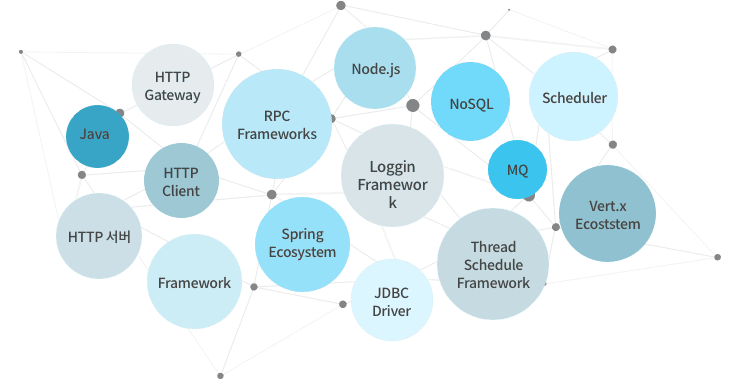 HTTP
Gateway
Java
HTTP
Client
HTTP 서버
Framework
RPC
Frameworks
Spring
Ecosystem
Node.js
Loggin
Framewor
k
JDBC
Driver
NoSQL
MQ
Thread
Schedule
Framework
Scheduler
Vert.x
Ecoststem